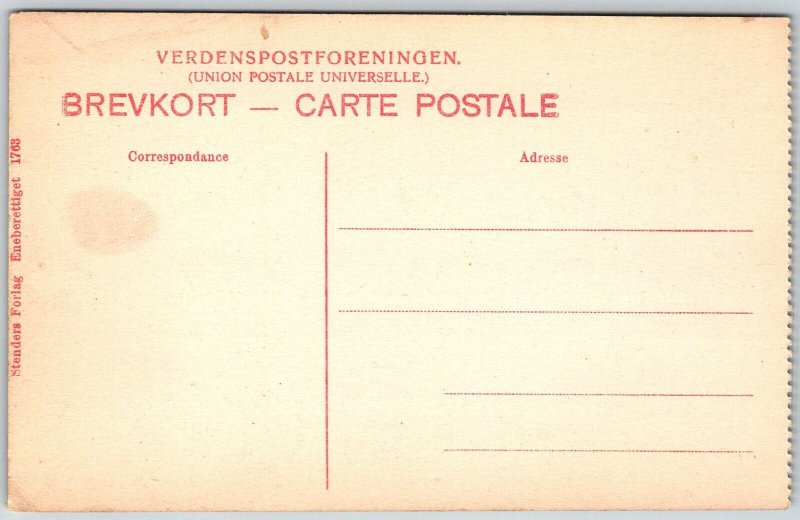 VERDENSPOSTFORENINGEN.
(UNION POSTALE UNIVERSELLE.)
BREVKORT — CARTE POSTALE
Correspondance
Adresse
Stenders Forlag Eneberettiget 1763